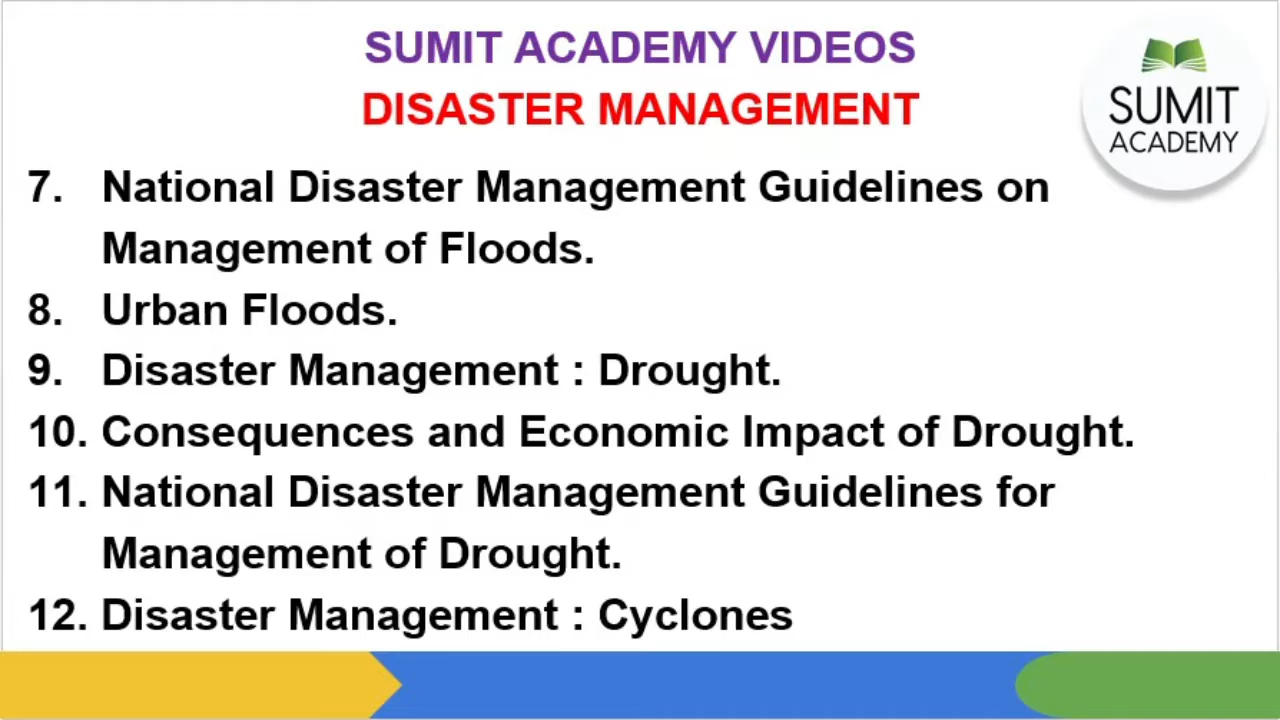 SUMIT ACADEMY VIDEOS
DISASTER MANAGEMENT
SUMIT
ACADEMY
7. National Disaster Management Guidelines on
Management of Floods.
8. Urban Floods.
9. Disaster Management : Drought.
10. Consequences and Economic Impact of Drought.
11. National Disaster Management Guidelines for
Management of Drought.
12. Disaster Management : Cyclones